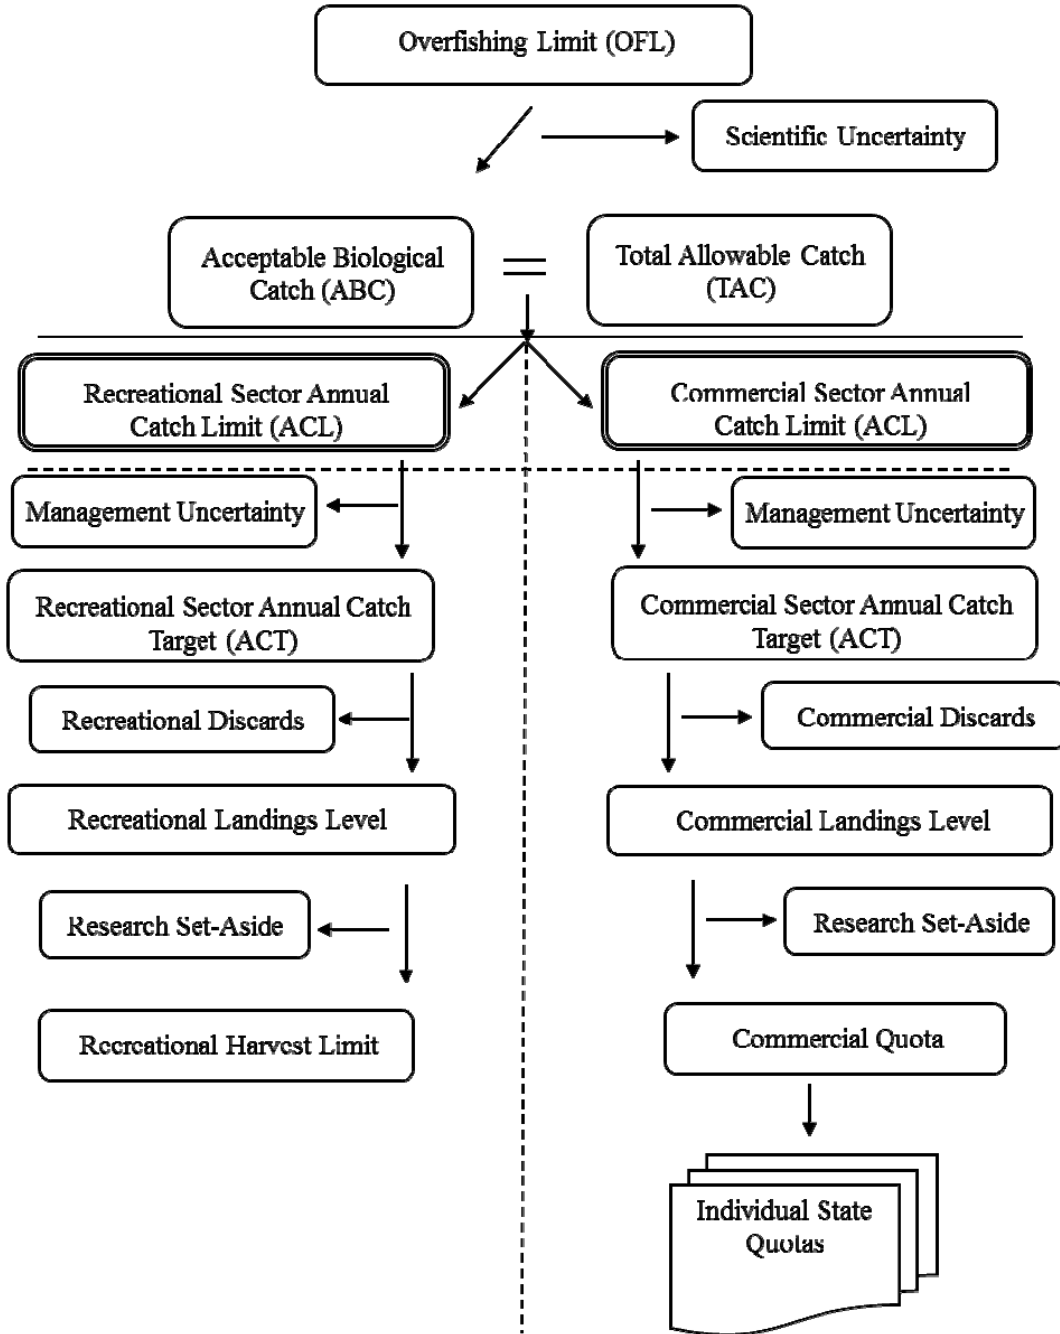 Overfishing Limit (OFL)
Scientific Uncertainty
Acceptable Biological
Catch (ABC)
Total Allowable Catch
(TAC)
Recreational Sector Annual
Catch Limit (ACL)
Commercial Sector Annual
Catch Limit (ACL)
Management Uncertainty
Management Uncertainty
Recreational Sector Annual Catch
Target (ACT)
Commercial Sector Annual Catch
Target (ACT)
Recreational Discards
Commercial Discards
Recreational Landings Level
Commercial Landings Level
Research Set-Aside
Research Set-Aside
Recreational Harvest Limit
Commercial Quota
Individual State
Quotas